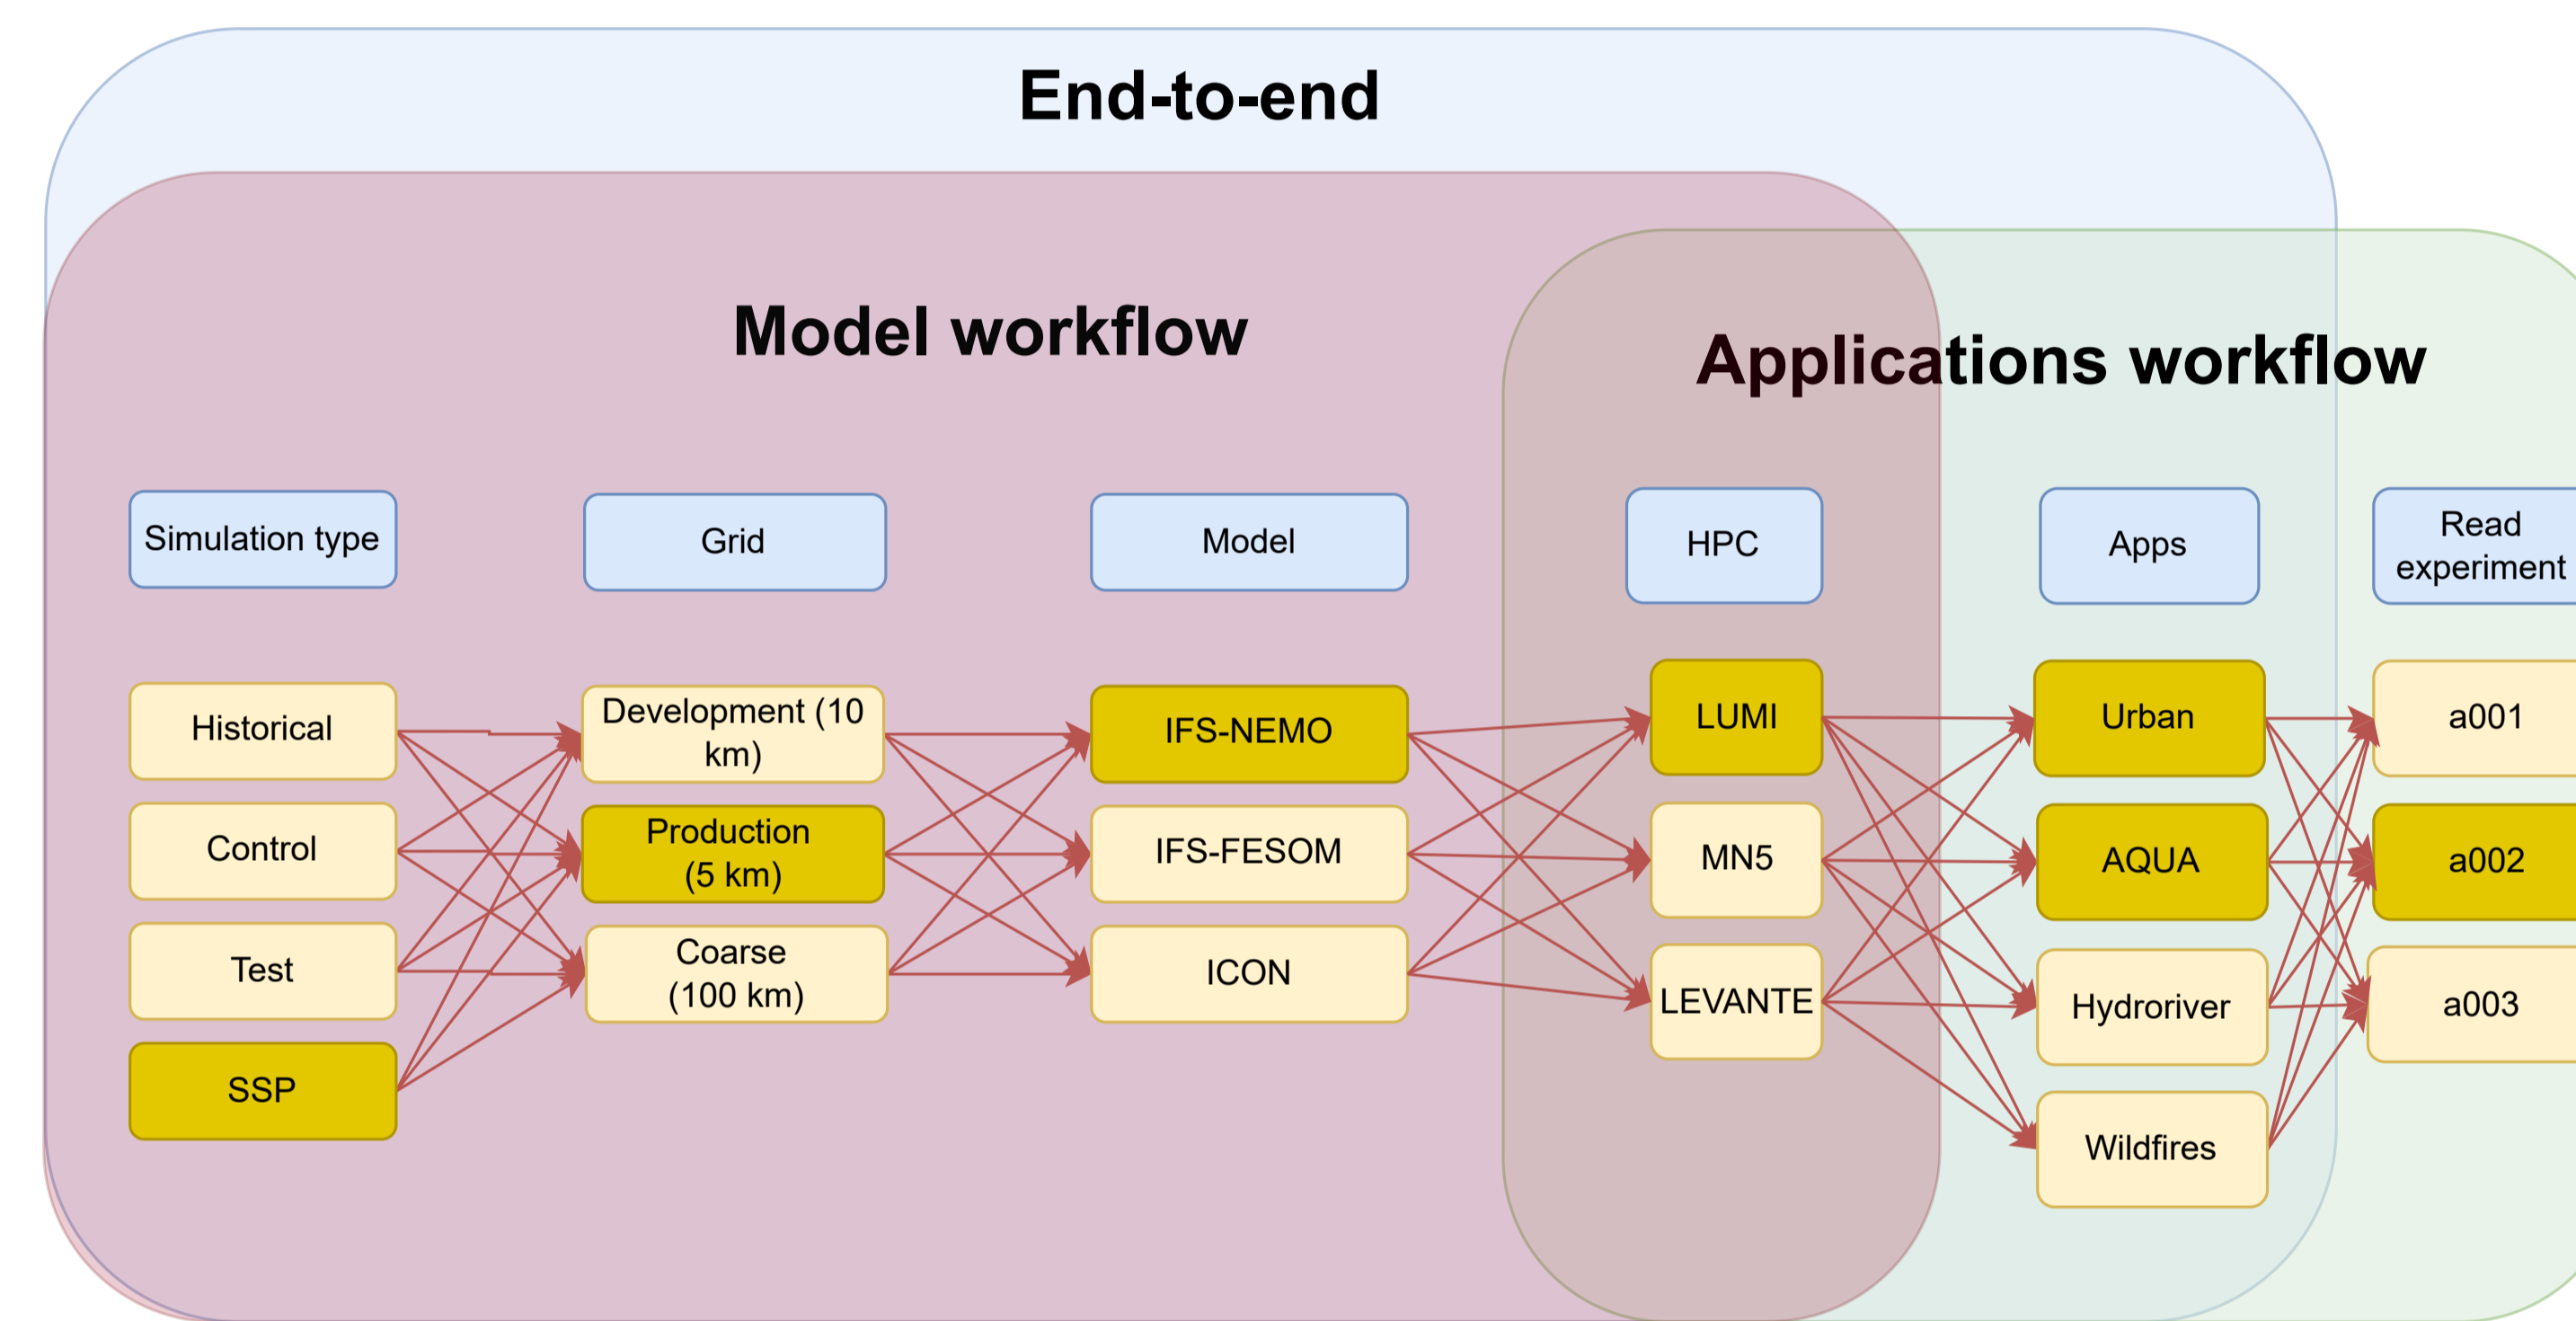 End-to-end
Model workflow
Applications workflow
Simulation type
Grid
Model
HPC
Apps
Read
experiment
Historical
Development (10
km)
IFS-NEMO
LUMI
Urban
a001
Control
Production
(5 km)
IFS-FESOM
MN5
AQUA
a002
Test
Coarse
(100 km)
ICON
LEVANTE
Hydroriver
a003
SSP
Wildfires